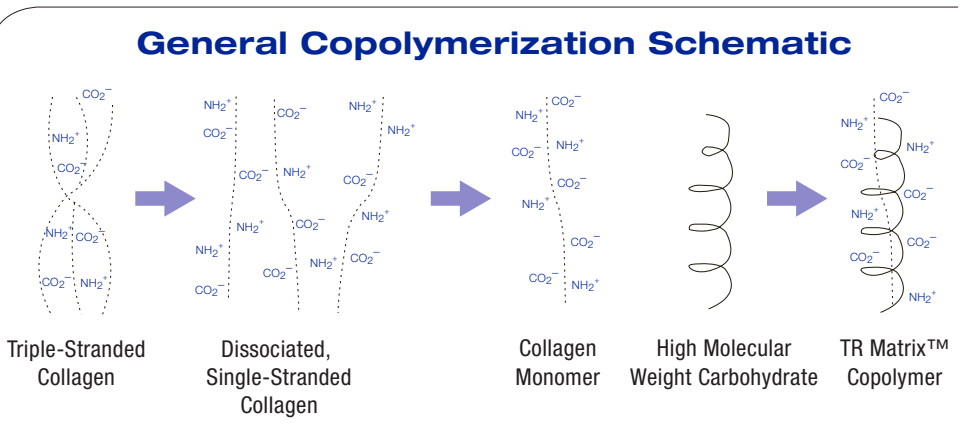 General Copolymerization Schematic
CO₂⁻
NH₂⁺
CO₂⁻
NH₂⁺ CO₂⁻
CO₂⁻ NH₂⁺
Triple-Stranded
Collagen
NH₂⁺
CO₂⁻
CO₂⁻
NH₂⁺
NH₂⁺
CO₂⁻
CO₂⁻
NH₂⁺
CO₂⁻
CO₂⁻
NH₂⁺
NH₂⁺
CO₂⁻
NH₂⁺
CO₂⁻
Dissociated,
Single-Stranded
Collagen
CO₂⁻
NH₂⁺
CO₂⁻
CO₂⁻
NH₂⁺
CO₂⁻
CO₂⁻
NH₂⁺
Collagen
Monomer
High Molecular
Weight Carbohydrate
CO₂⁻
NH₂⁺
NH₂⁺
CO₂⁻
CO₂⁻
NH₂⁺
CO₂⁻
CO₂⁻
NH₂⁺
TR Matrix™
Copolymer